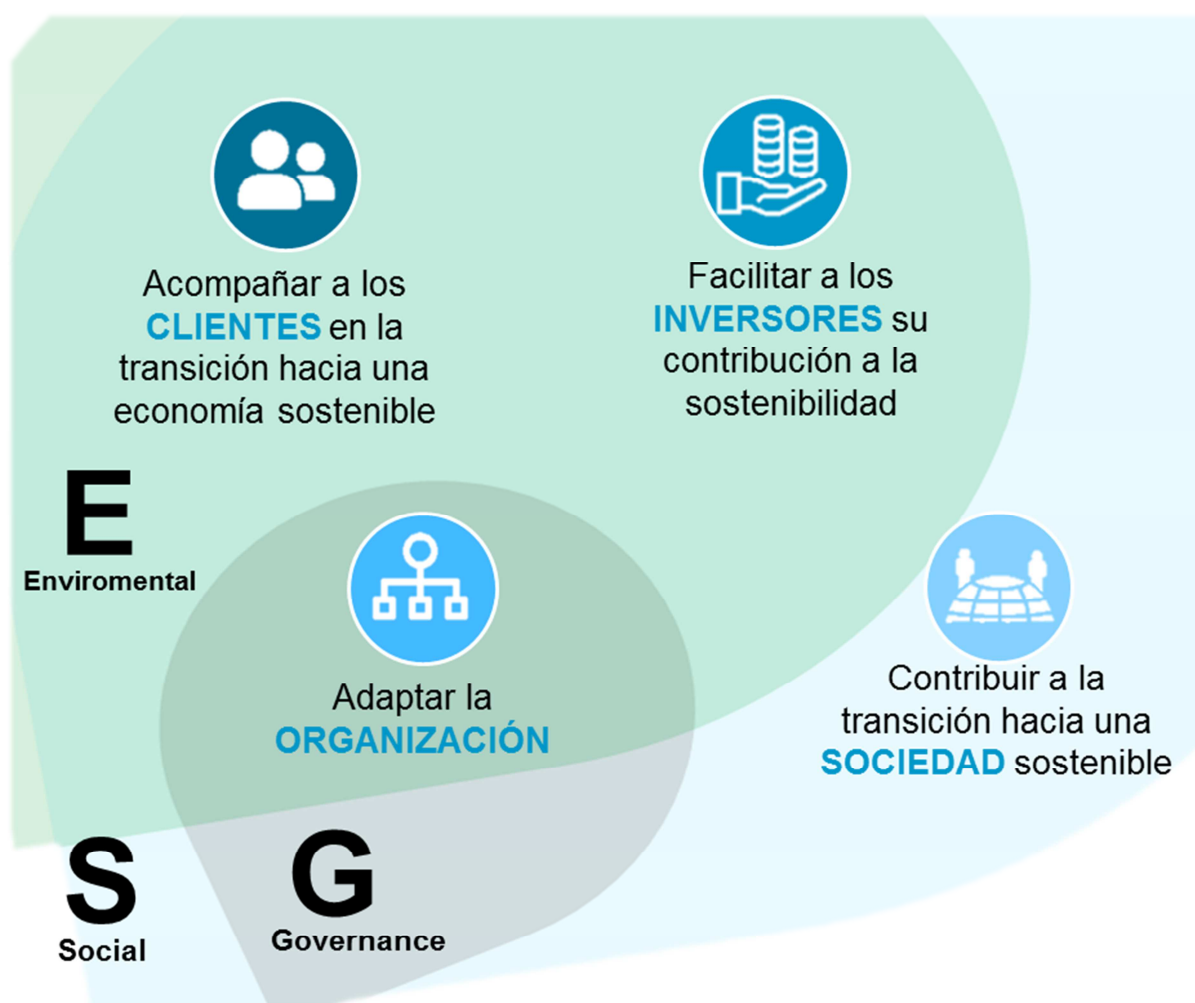 Acompañar a los
CLIENTES en la
transición hacia una
economía sostenible
Facilitar a los
INVERSORES su
contribución a la
sostenibilidad
E
Enviromental
Adaptar la
ORGANIZACIÓN
Contribuir a la
transición hacia una
SOCIEDAD sostenible
S
Social
G
Governance